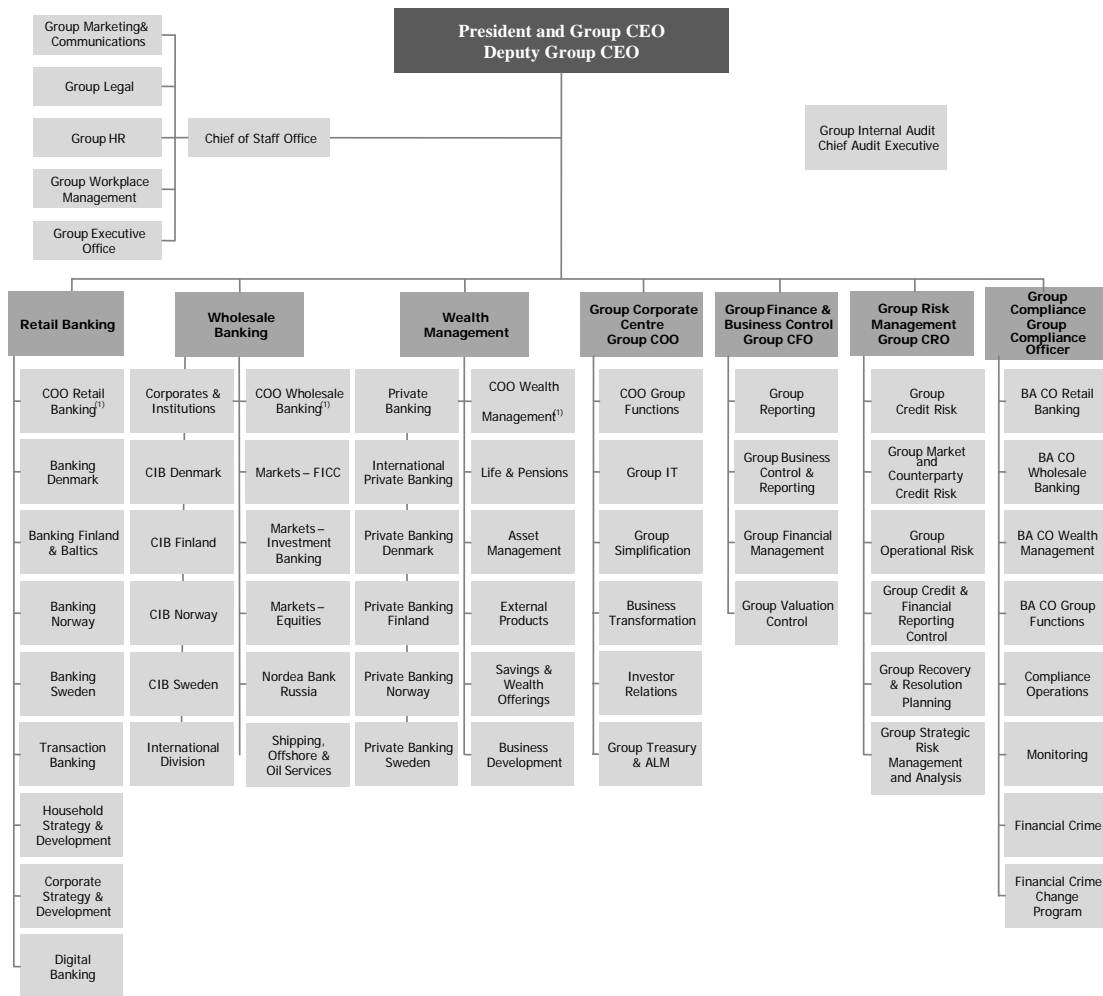 President and Group CEO
Deputy Group CEO
Group Marketing&
Communications
Group Legal
Group HR
Group Workplace
Management
Group Executive
Office
Chief of Staff Office
Group Internal Audit
Chief Audit Executive
Retail Banking
COO Retail
Banking(1)
Banking
Denmark
Banking Finland
& Baltics
Banking
Norway
Banking
Sweden
Transaction
Banking
Household
Strategy &
Development
Corporate
Strategy &
Development
Digital
Banking
Wholesale
Banking
Corporates &
Institutions
CIB Denmark
CIB Finland
CIB Norway
CIB Sweden
International
Division
COO Wholesale
Banking(1)
Markets – FICC
Markets –
Investment
Banking
Markets –
Equities
Nordea Bank
Russia
Shipping,
Offshore &
Oil Services
Wealth
Management
Private
Banking
International
Private Banking
Private Banking
Denmark
Private Banking
Finland
Private Banking
Norway
Private Banking
Sweden
COO Wealth
Management(1)
Life & Pensions
Asset
Management
External
Products
Savings &
Wealth
Offerings
Business
Development
Group Corporate
Centre
Group COO
COO Group
Functions
Group IT
Group
Simplification
Business
Transformation
Investor
Relations
Group Treasury
& ALM
Group Finance &
Business Control
Group CFO
Group
Reporting
Group Business
Control &
Reporting
Group Financial
Management
Group Valuation
Control
Group Risk
Management
Group CRO
Group
Credit Risk
Group Market
and
Counterparty
Credit Risk
Group
Operational Risk
Group Credit &
Financial
Reporting
Control
Group Recovery
& Resolution
Planning
Group Strategic
Risk
Management
and Analysis
Group
Compliance
Group
Compliance
Officer
BA CO Retail
Banking
BA CO
Wholesale
Banking
BA CO Wealth
Management
BA CO Group
Functions
Compliance
Operations
Monitoring
Financial Crime
Financial Crime
Change
Program